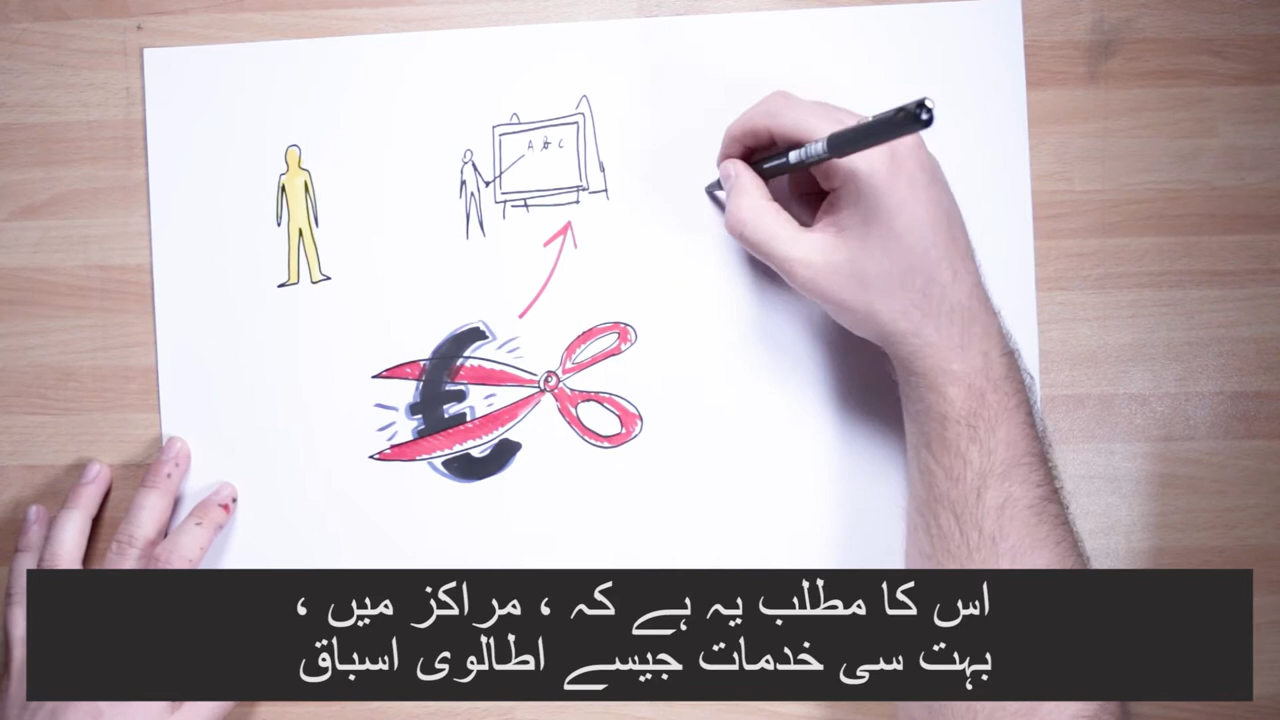 A B C
اس کا مطلب یہ ہے کہ ، مراکز میں ،
بہت سی خدمات جیسے اطالوی اسباق